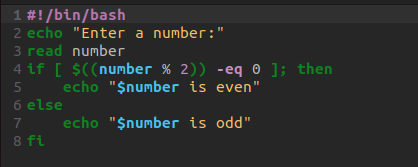 1 #!/bin/bash
2 echo "Enter a number:"
3 read number
4 if [ $((number % 2)) -eq 0 ]; then
5     echo "$number is even"
6 else
7     echo "$number is odd"
8 fi